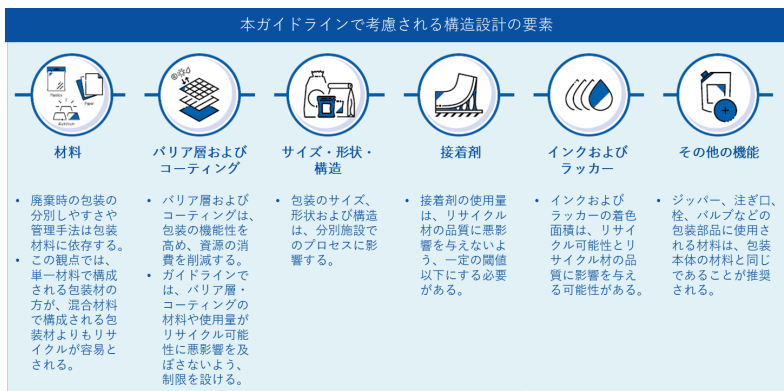 本ガイドラインで考慮される構造設計の要素
Plastics
Paper
Aluminium
材料
• 廃棄時の包装の
分別しやすさや
管理手法は包装
材料に依存する。
• この観点では、
単一材料で構成
される包装材の
方が、混合材料
で構成される包
装材よりもリサ
イクルが容易と
される。
バリア層および
コーティング
• バリア層および
コーティングは、
包装の機能性を
高め、資源の消
費を削減する。
• ガイドラインで
は、バリア層・
コーティングの
材料や使用量が
リサイクル可能
性に悪影響を及
ぼさないよう、
制限を設ける。
サイズ・形状・
構造
• 包装のサイズ、
形状および構造
は、分別施設で
のプロセスに影
響する。
接着剤
• 接着剤の使用量
は、リサイクル
材の品質に悪影
響を与えないよ
う、一定の閾値
以下にする必要
がある。
インクおよび
ラッカー
• インクおよび
ラッカーの着色
面積は、リサイ
クル可能性とリ
サイクル材の品
質に影響を与え
る可能性がある。
その他の機能
• ジッパー、注ぎ口、
栓、バルブなどの
包装部品に使用さ
れる材料は、包装
本体の材料と同じ
であることが推奨
される。